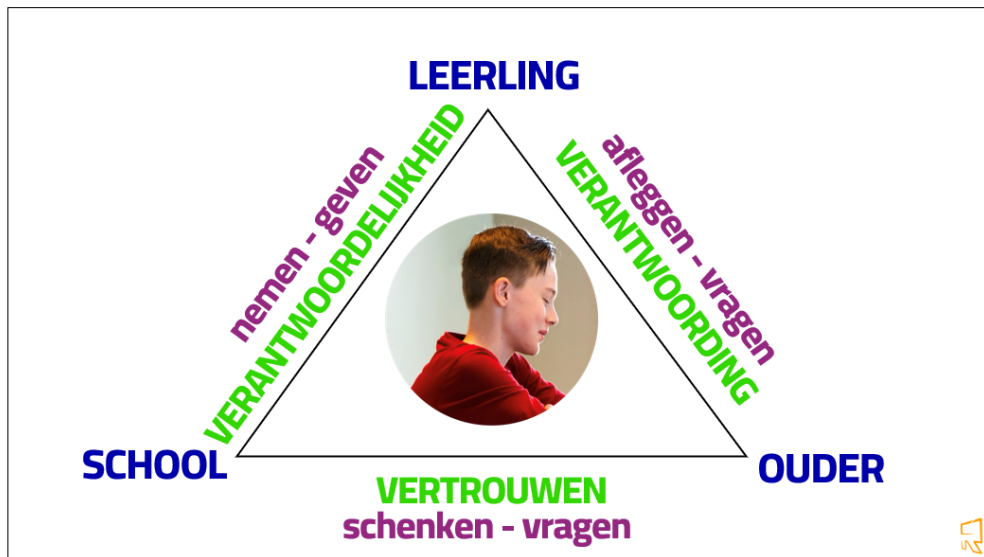 LEERLING
nemen - geven
VERANTWOORDELIJKHEID
afleggen - vragen
VERANTWOORDING
SCHOOL
OUDER
VERTROUWEN
schenken - vragen